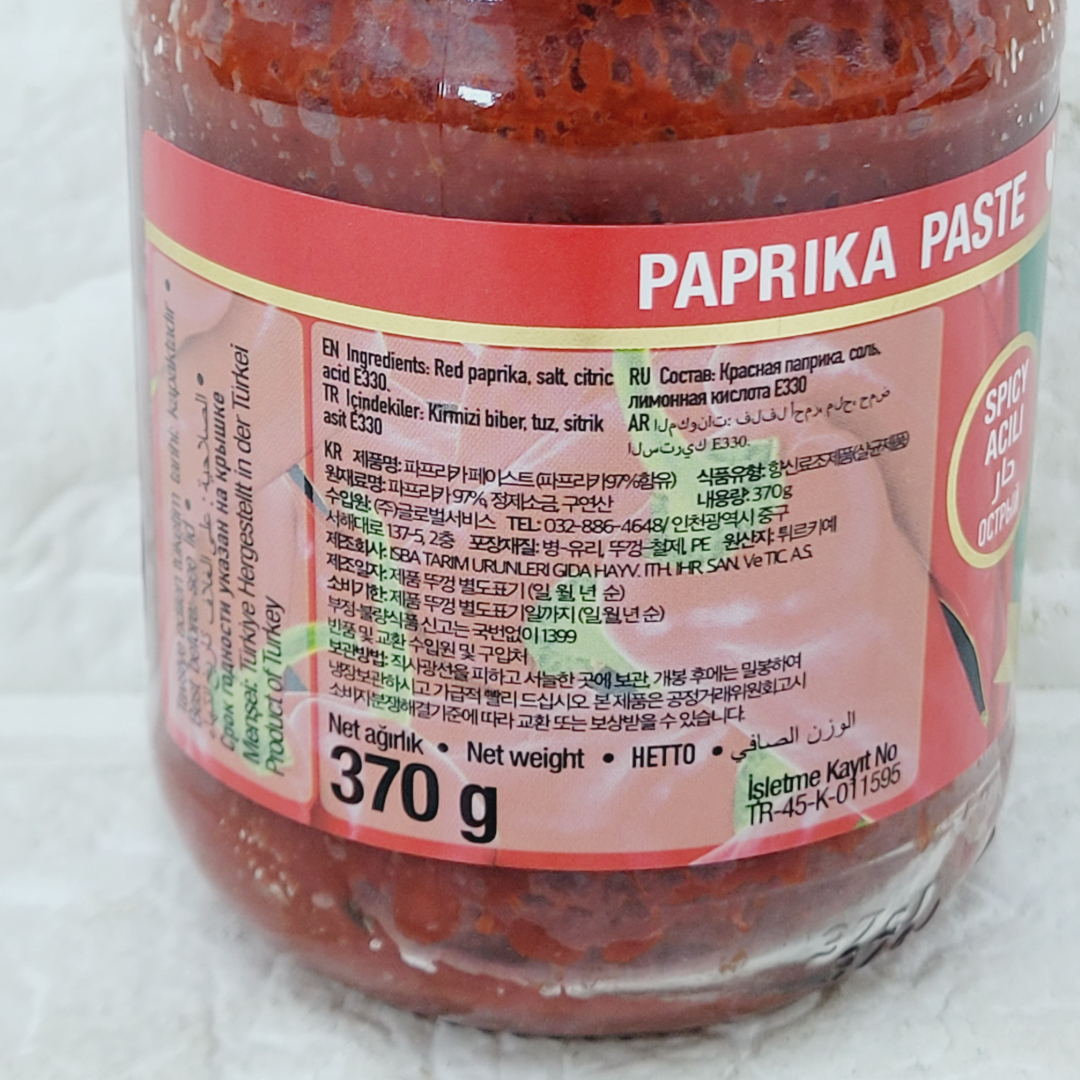 PAPRIKA PASTE
SPICY
ACILI
حار
ОСТРЫЙ
EN Ingredients: Red paprika, salt, citric
acid E330.
TR İçindekiler: Kirmizi biber, tuz, sitrik
asit E330
RU Состав: Красная паприка, соль,
лимонная кислота E330
AR المكونات: فلفل أحمر، ملح، حمض
الستريك E330.
KR 제품명: 파프리카 페이스트(파프리카97%함유) 식품유형: 향신료조제품(살균제품)
원재료명: 파프리카 97%, 정제소금, 구연산 내용량: 370g
수입원: (주)글로벌서비스 TEL: 032-886-4648/ 인천광역시 중구
서해대로 137-5, 2층 포장재질: 병-유리, 뚜껑-철제, PE 원산지: 튀르키예
제조회사: ISBA TARIM URUNLERI GIDA HAYV. ITH. IHR. SAN. Ve TIC. A.S.
제조일자: 제품 뚜껑 별도표기 (일, 월, 년 순)
소비기한: 제품 뚜껑 별도표기일까지 (일,월,년 순)
부정·불량식품 신고는 국번없이 1399
반품 및 교환 수입원 및 구입처
보관방법: 직사광선을 피하고 서늘한 곳에 보관, 개봉 후에는 밀봉하여
냉장보관하시고 가급적 빨리 드십시오. 본 제품은 공정거래위원회고시
소비자분쟁해결기준에 따라 교환 또는 보상받을 수 있습니다.
Net ağırlık • Net weight • НЕТТО • الوزن الصافي
370 g
İşletme Kayıt No
TR-45-K-011595
tarihi: kapaktadır •
Best before: see lid •
Срок годности указан на крышке
Menşei: Türkiye Hergestellt in der Türkei
Product of Turkey